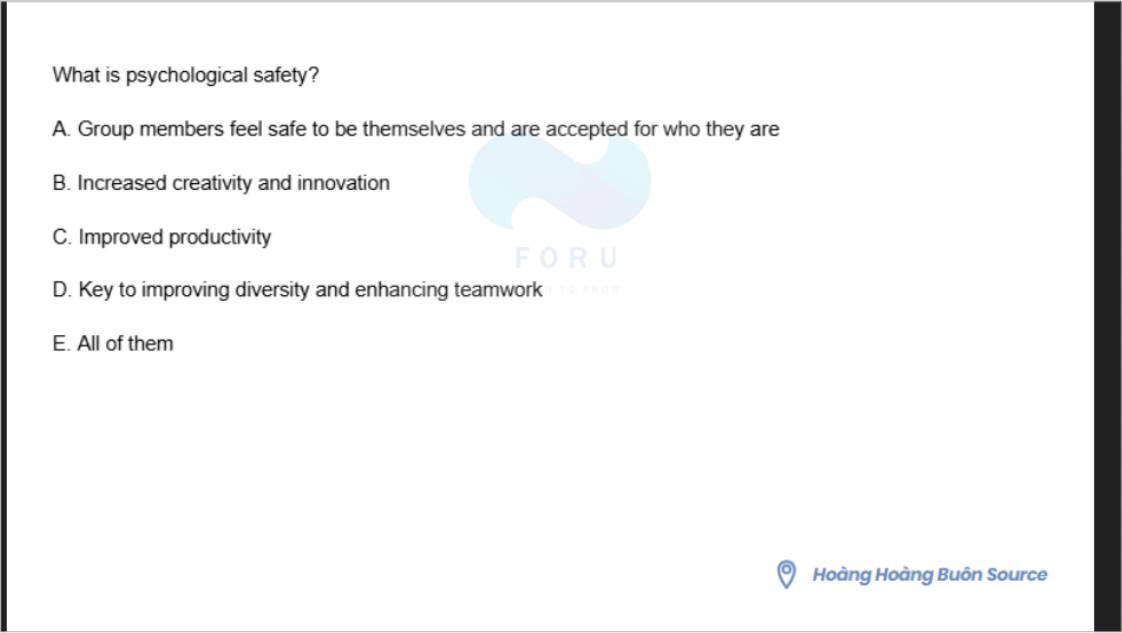 What is psychological safety?
A. Group members feel safe to be themselves and are accepted for who they are
B. Increased creativity and innovation
C. Improved productivity
FORU
D. Key to improving diversity and enhancing teamwork
TO KNOW
E. All of them
Hoàng Hoàng Buôn Source